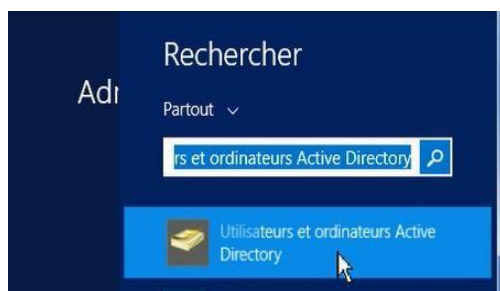 Rechercher
Adr
Partout
rs et ordinateurs Active Directory
Utilisateurs et ordinateurs Active
Directory